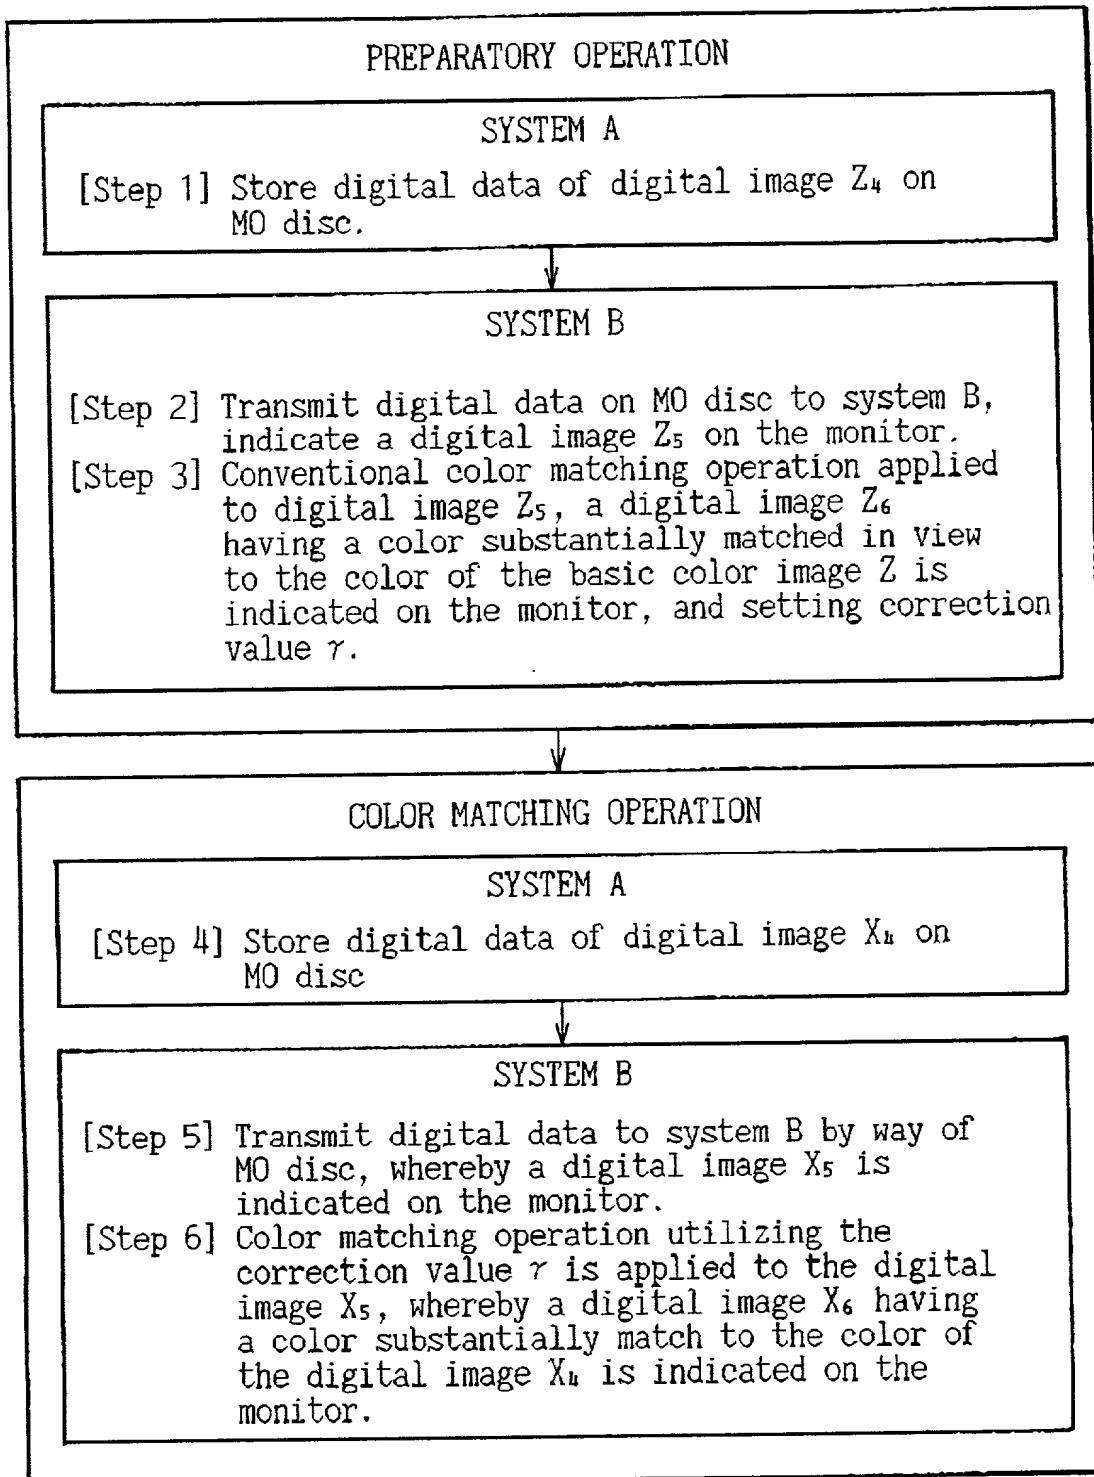 PREPARATORY OPERATION
SYSTEM A
[Step 1] Store digital data of digital image Z₄ on
MO disc.
SYSTEM B
[Step 2] Transmit digital data on MO disc to system B,
indicate a digital image Z₅ on the monitor.
[Step 3] Conventional color matching operation applied
to digital image Z₅, a digital image Z₆
having a color substantially matched in view
to the color of the basic color image Z is
indicated on the monitor, and setting correction
value γ.
COLOR MATCHING OPERATION
SYSTEM A
[Step 4] Store digital data of digital image X₄ on
MO disc
SYSTEM B
[Step 5] Transmit digital data to system B by way of
MO disc, whereby a digital image X₅ is
indicated on the monitor.
[Step 6] Color matching operation utilizing the
correction value γ is applied to the digital
image X₅, whereby a digital image X₆ having
a color substantially match to the color of
the digital image X₄ is indicated on the
monitor.